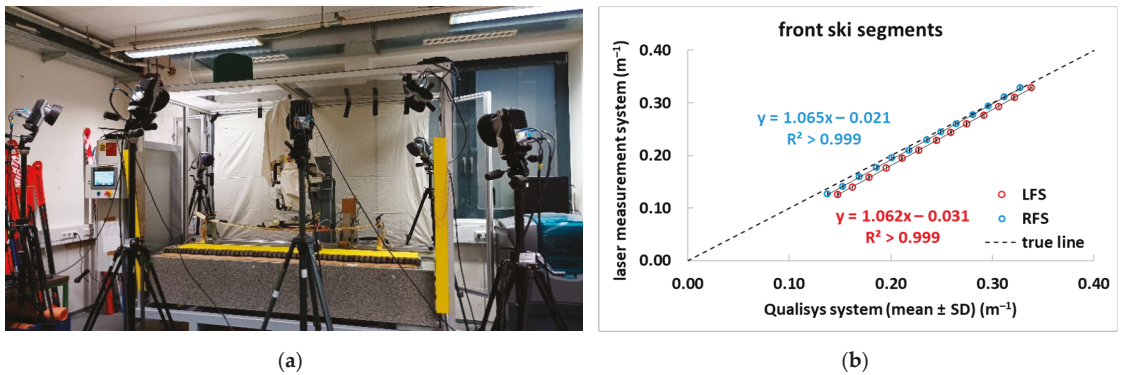 front ski segments
laser measurement system (m⁻¹)
0.40
0.30
0.20
0.10
0.00
y = 1.065x – 0.021
R² > 0.999
y = 1.062x – 0.031
R² > 0.999
LFS
RFS
true line
0.00 0.10 0.20 0.30 0.40
Qualisys system (mean ± SD) (m⁻¹)
(a) (b)